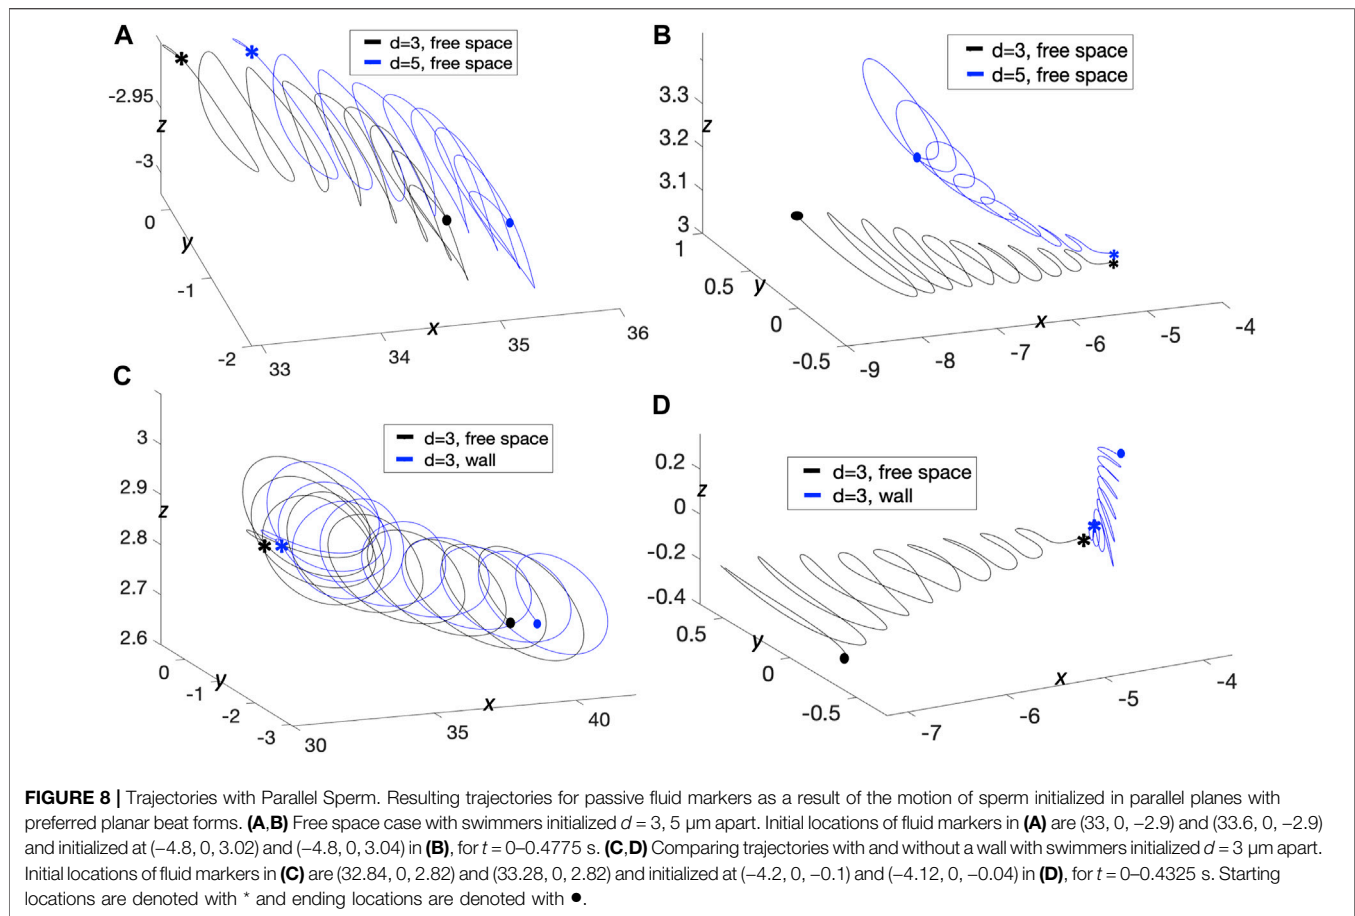 A
d=3, free space
d=5, free space
-2.95
z
-3
0
y
-1
-2
33
34
x
35
36
B
d=3, free space
d=5, free space
3.3
z
3.2
3.1
3
1
0.5
y
0
-0.5
-9
-8
-7
x
-6
-5
-4
C
d=3, free space
d=3, wall
3
2.9
z
2.8
2.7
2.6
0
-1
y
-2
-3
30
35
x
40
D
d=3, free space
d=3, wall
0.2
z
0
-0.2
-0.4
0.5
y
0
-0.5
-7
-6
x
-5
-4
FIGURE 8 | Trajectories with Parallel Sperm. Resulting trajectories for passive fluid markers as a result of the motion of sperm initialized in parallel planes with
preferred planar beat forms. (A,B) Free space case with swimmers initialized d = 3, 5 μm apart. Initial locations of fluid markers in (A) are (33, 0, −2.9) and (33.6, 0, −2.9)
and initialized at (−4.8, 0, 3.02) and (−4.8, 0, 3.04) in (B), for t = 0–0.4775 s. (C,D) Comparing trajectories with and without a wall with swimmers initialized d = 3 μm apart.
Initial locations of fluid markers in (C) are (32.84, 0, 2.82) and (33.28, 0, 2.82) and initialized at (−4.2, 0, −0.1) and (−4.12, 0, −0.04) in (D), for t = 0–0.4325 s. Starting
locations are denoted with * and ending locations are denoted with ●.